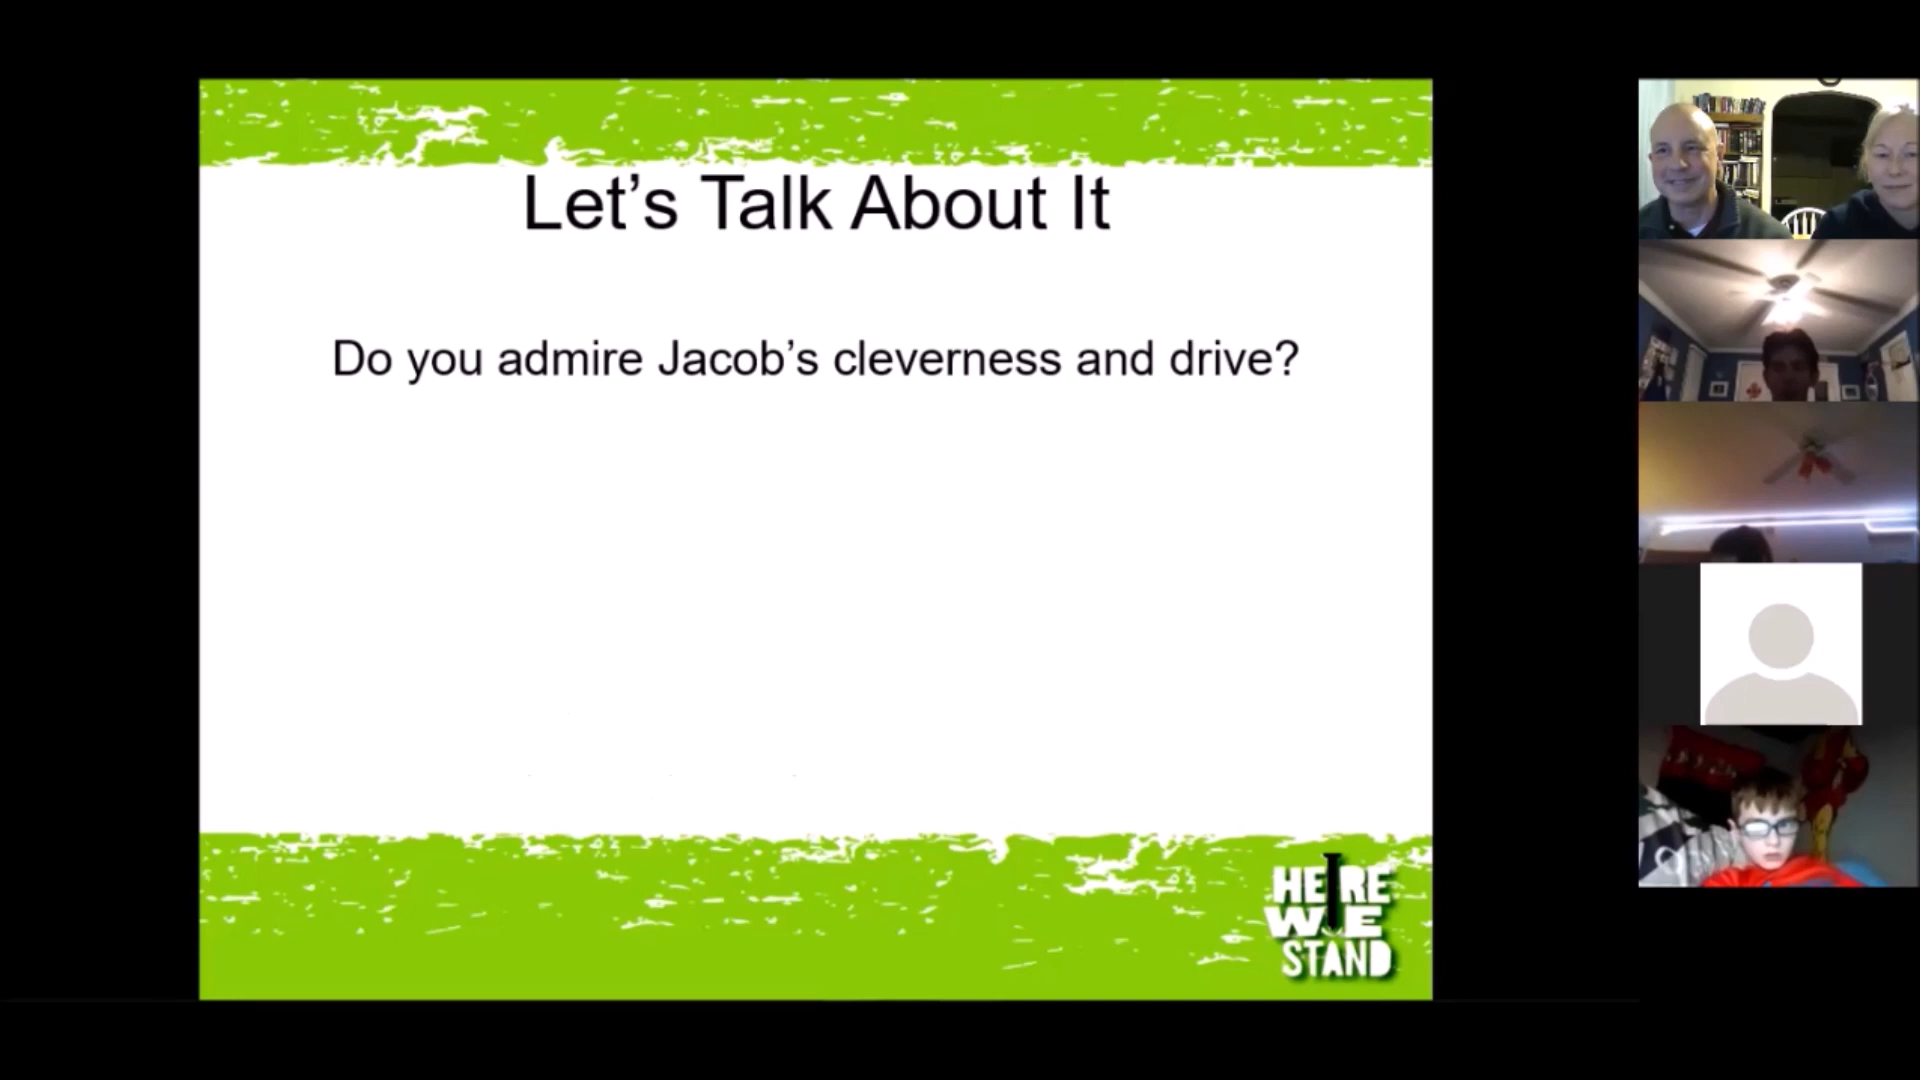 Let’s Talk About It
Do you admire Jacob’s cleverness and drive?
HERE
WE
STAND